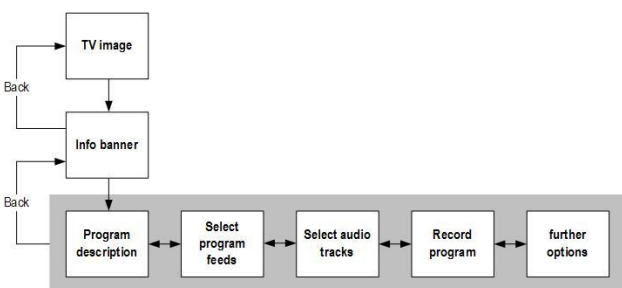 TV image
Back
Info banner
Back
Program
description
Select
program
feeds
Select audio
tracks
Record
program
further
options